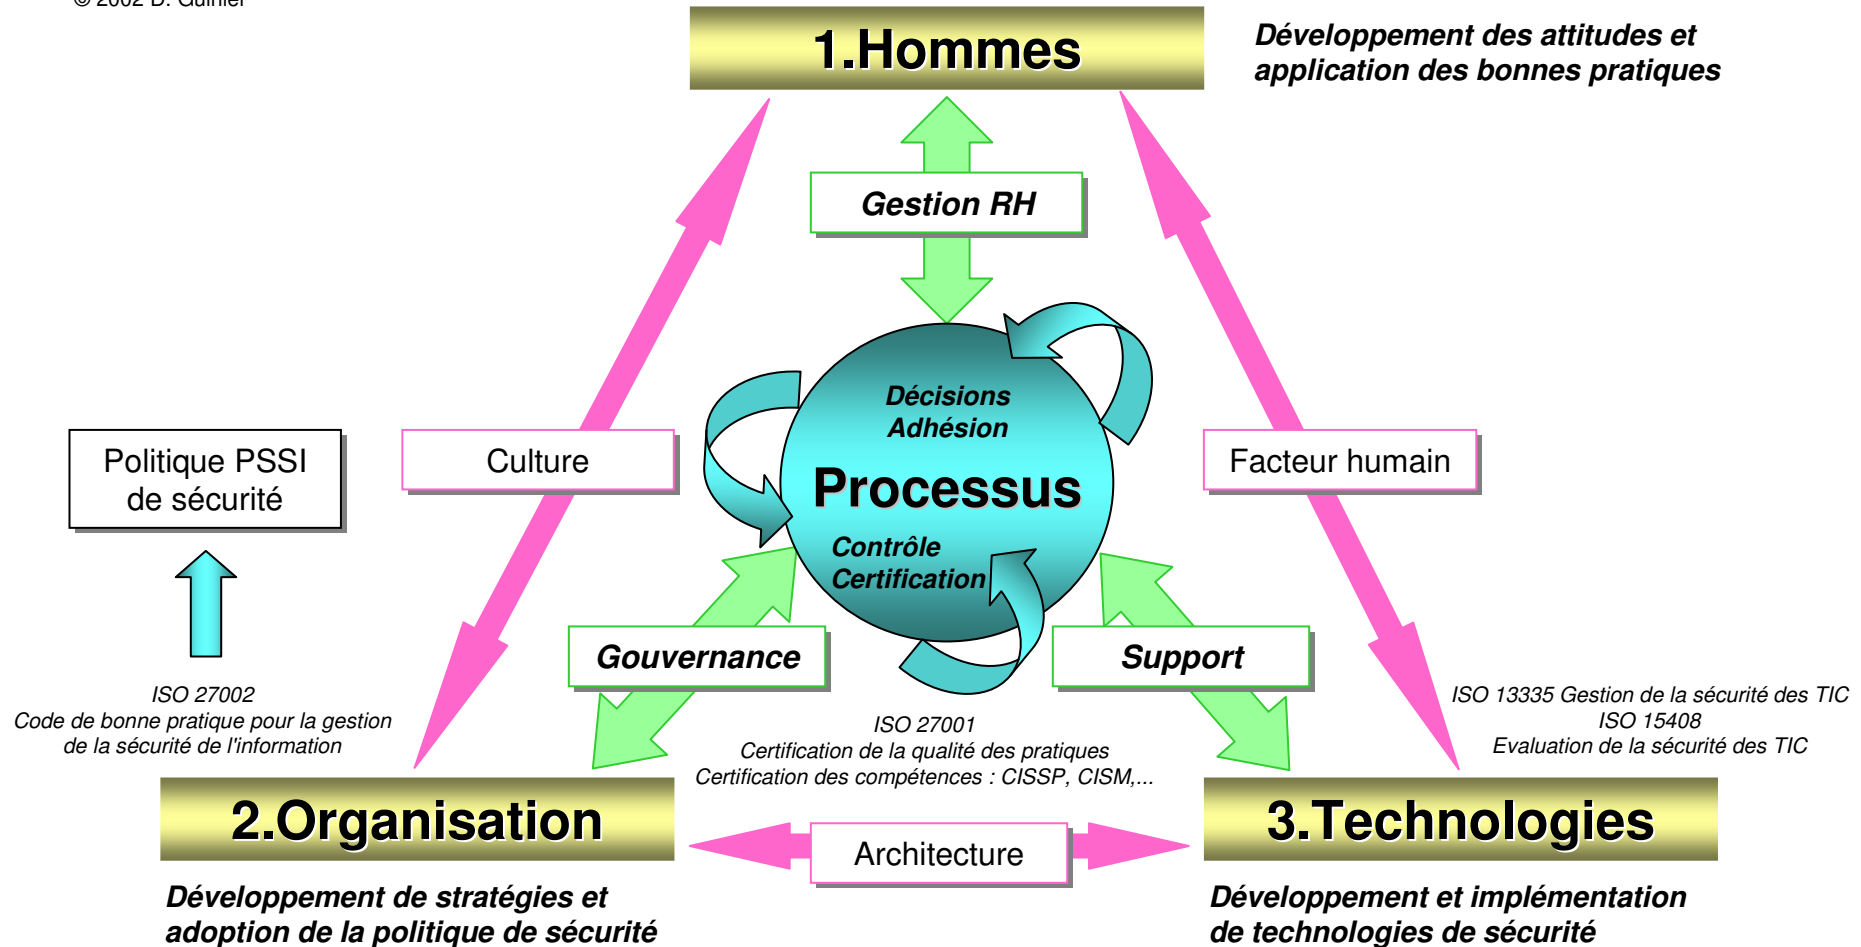 © 2002 D. Guinier
1.Hommes
Développement des attitudes et
application des bonnes pratiques
Gestion RH
Décisions
Adhésion
Processus
Contrôle
Certification
Politique PSSI
de sécurité
Culture
Facteur humain
Gouvernance
Support
ISO 27002
Code de bonne pratique pour la gestion
de la sécurité de l'information
ISO 27001
Certification de la qualité des pratiques
Certification des compétences : CISSP, CISM,...
ISO 13335 Gestion de la sécurité des TIC
ISO 15408
Evaluation de la sécurité des TIC
2.Organisation
Architecture
3.Technologies
Développement de stratégies et
adoption de la politique de sécurité
Développement et implémentation
de technologies de sécurité